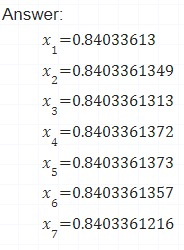 Answer:
x₁=0.84033613
x₂=0.8403361349
x₃=0.8403361313
x₄=0.8403361372
x₅=0.8403361373
x₆=0.8403361357
x₇=0.8403361216